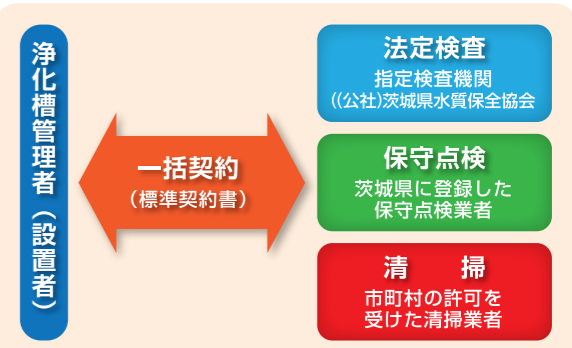 浄化槽管理者（設置者）
一括契約
（標準契約書）
法定検査
指定検査機関
((公社)茨城県水質保全協会
保守点検
茨城県に登録した
保守点検業者
清　掃
市町村の許可を
受けた清掃業者